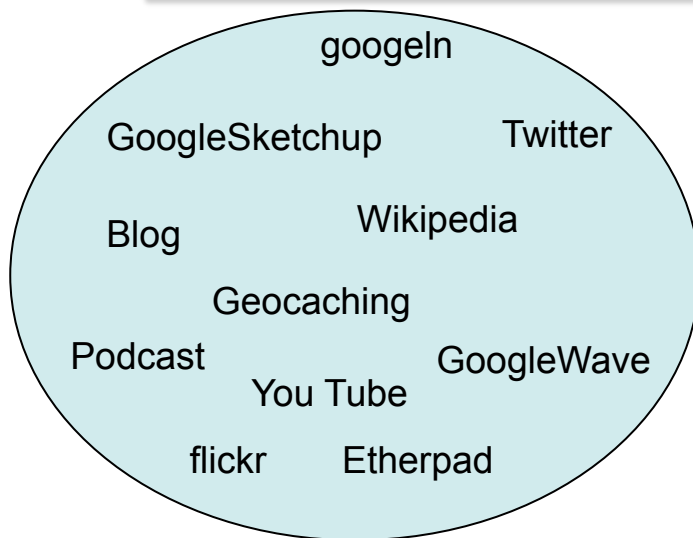 googeln
GoogleSketchup
Twitter
Wikipedia
Blog
Geocaching
Podcast
GoogleWave
You Tube
flickr
Etherpad